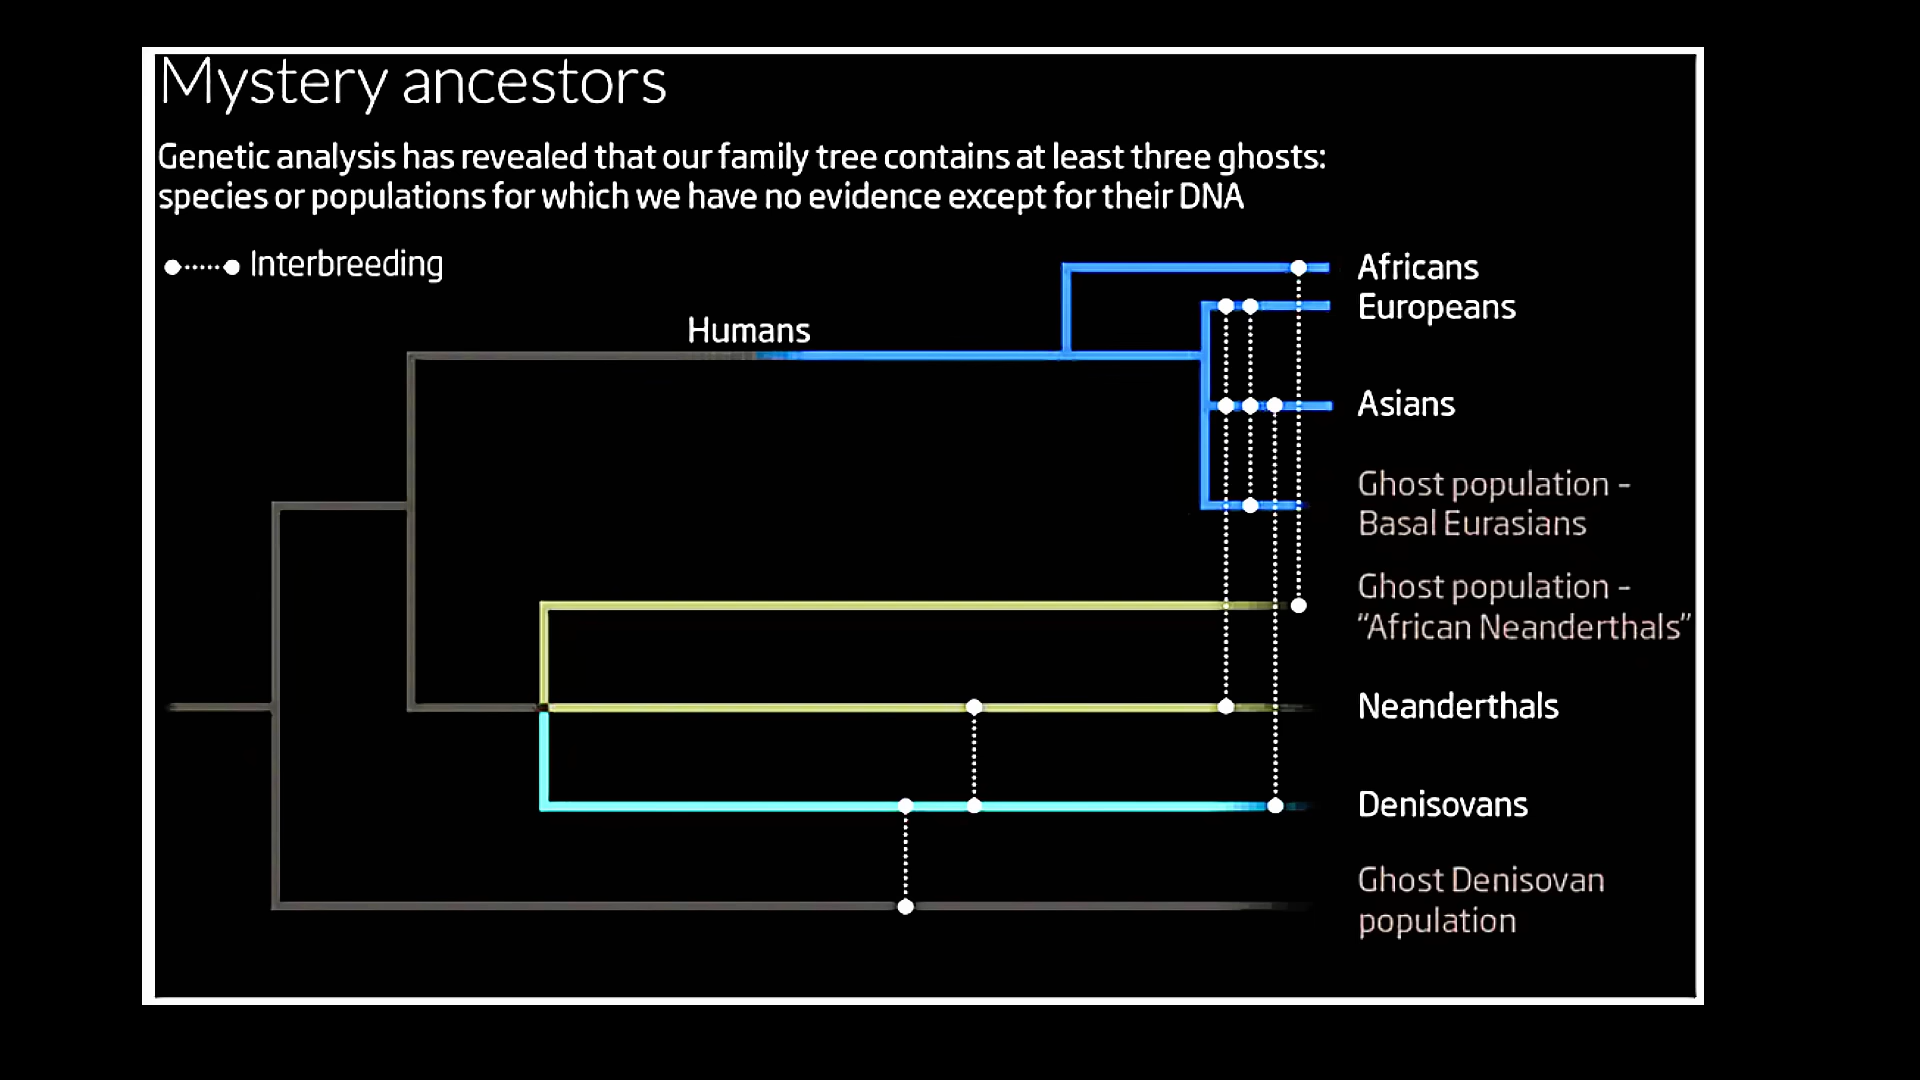 Mystery ancestors
Genetic analysis has revealed that our family tree contains at least three ghosts:
species or populations for which we have no evidence except for their DNA
Interbreeding
Humans
Africans
Europeans
Asians
Ghost population –
Basal Eurasians
Ghost population –
“African Neanderthals”
Neanderthals
Denisovans
Ghost Denisovan
population